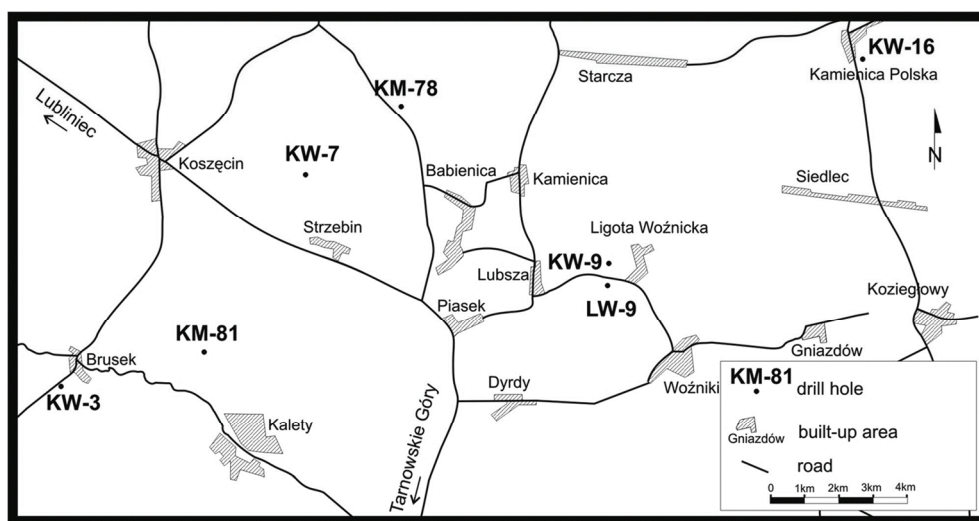 KW-16
Starcza
Kamienica Polska
KM-78
Lubliniec
N
Koszęcin
KW-7
Babienica
Kamienica
Siedlec
Strzebin
Ligota Woźnicka
Lubsza
KW-9
LW-9
Koziegłowy
Piasek
KM-81
Brusek
Gniazdów
KW-3
Dyrdy
Woźniki
Kalety
Tarnowskie Góry
KM-81
drill hole
Gniazdów
built-up area
road
0 1km 2km 3km 4km